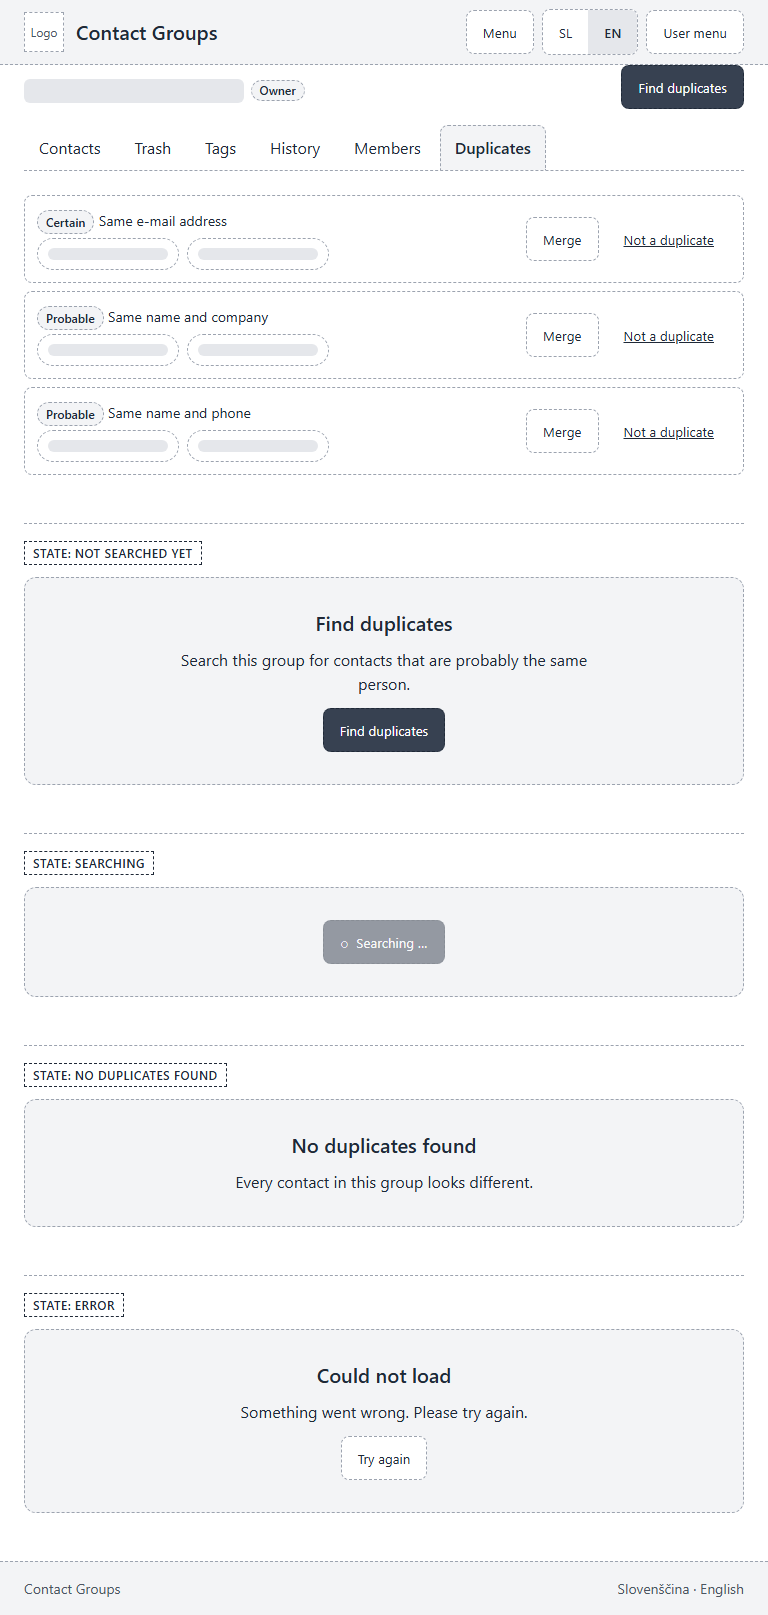 Logo
Contact Groups
Menu
SL
EN
User menu
Owner
Find duplicates
Contacts
Trash
Tags
History
Members
Duplicates
Certain Same e-mail address
Merge
Not a duplicate
Probable Same name and company
Merge
Not a duplicate
Probable Same name and phone
Merge
Not a duplicate
STATE: NOT SEARCHED YET
Find duplicates
Search this group for contacts that are probably the same
person.
Find duplicates
STATE: SEARCHING
Searching …
STATE: NO DUPLICATES FOUND
No duplicates found
Every contact in this group looks different.
STATE: ERROR
Could not load
Something went wrong. Please try again.
Try again
Contact Groups
Slovenščina · English